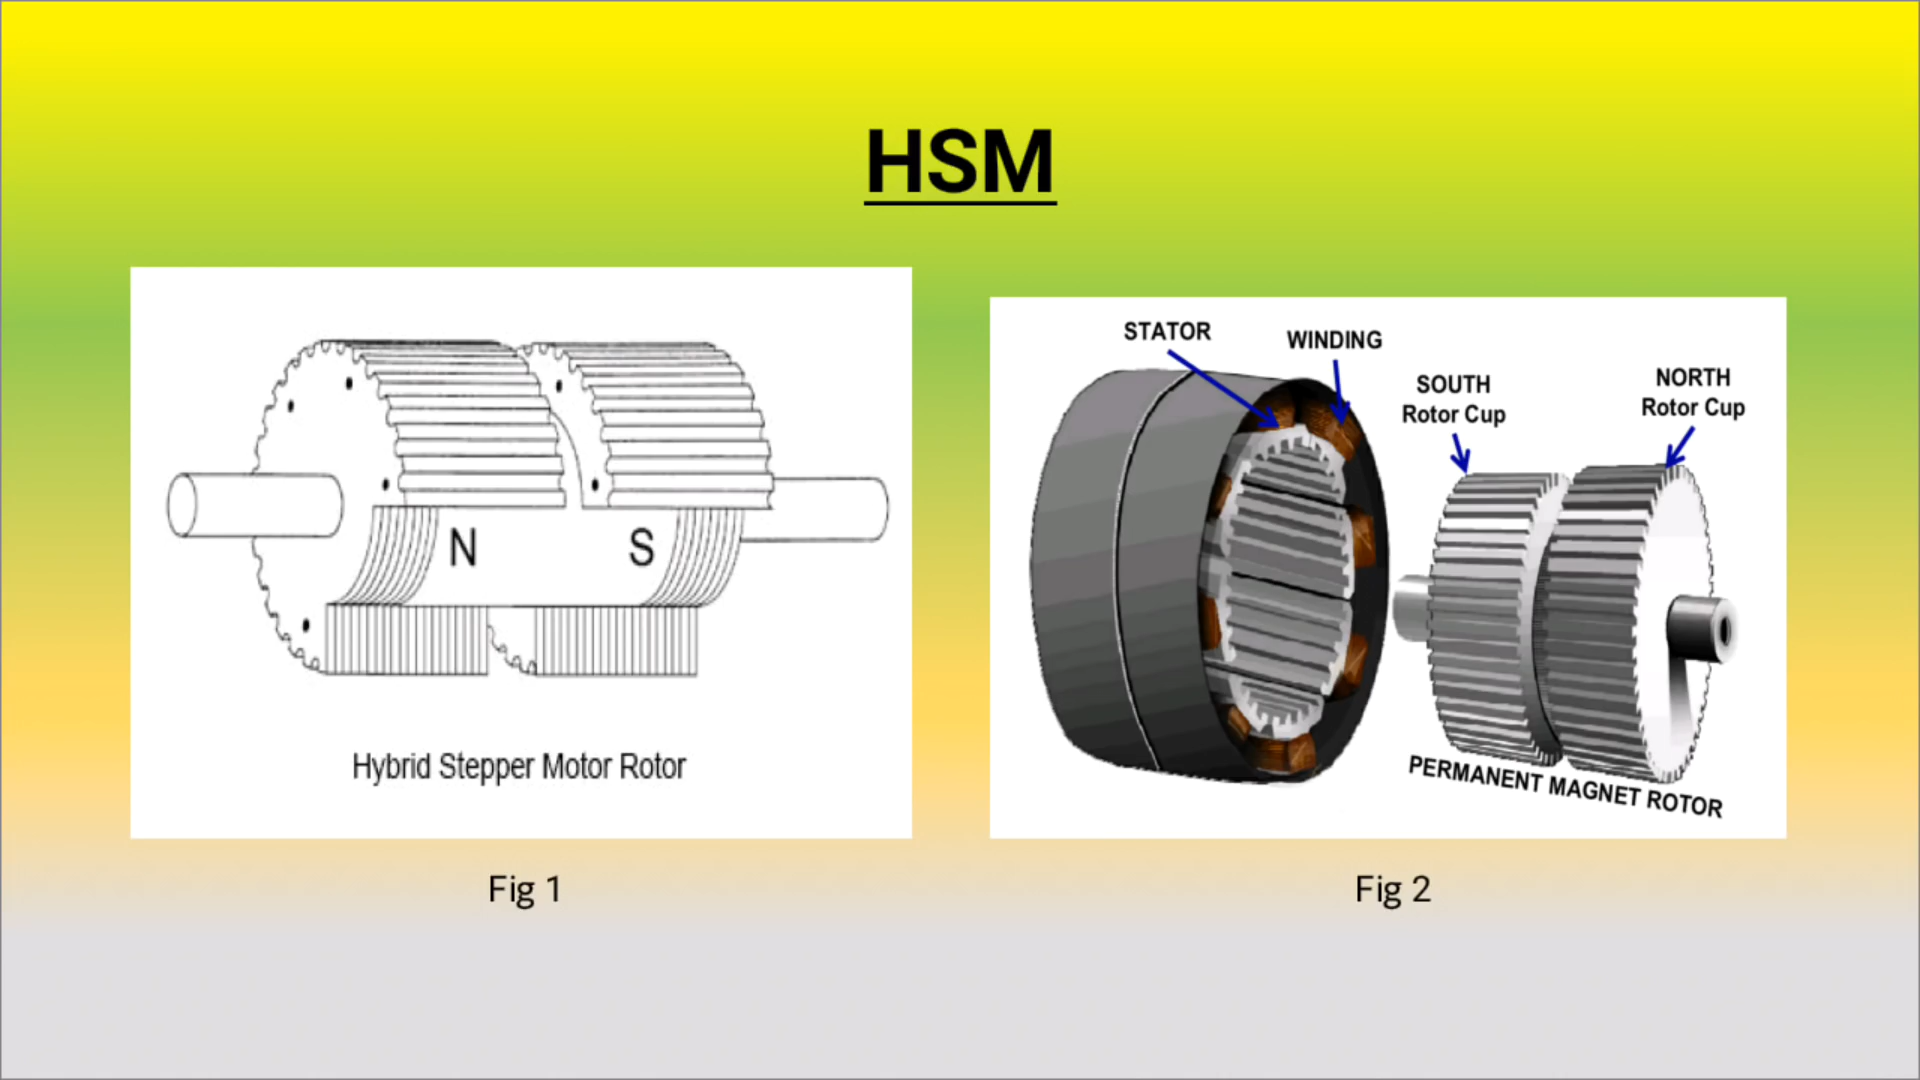 HSM
N
S
Hybrid Stepper Motor Rotor
Fig 1
STATOR
WINDING
SOUTH
Rotor Cup
NORTH
Rotor Cup
PERMANENT MAGNET ROTOR
Fig 2